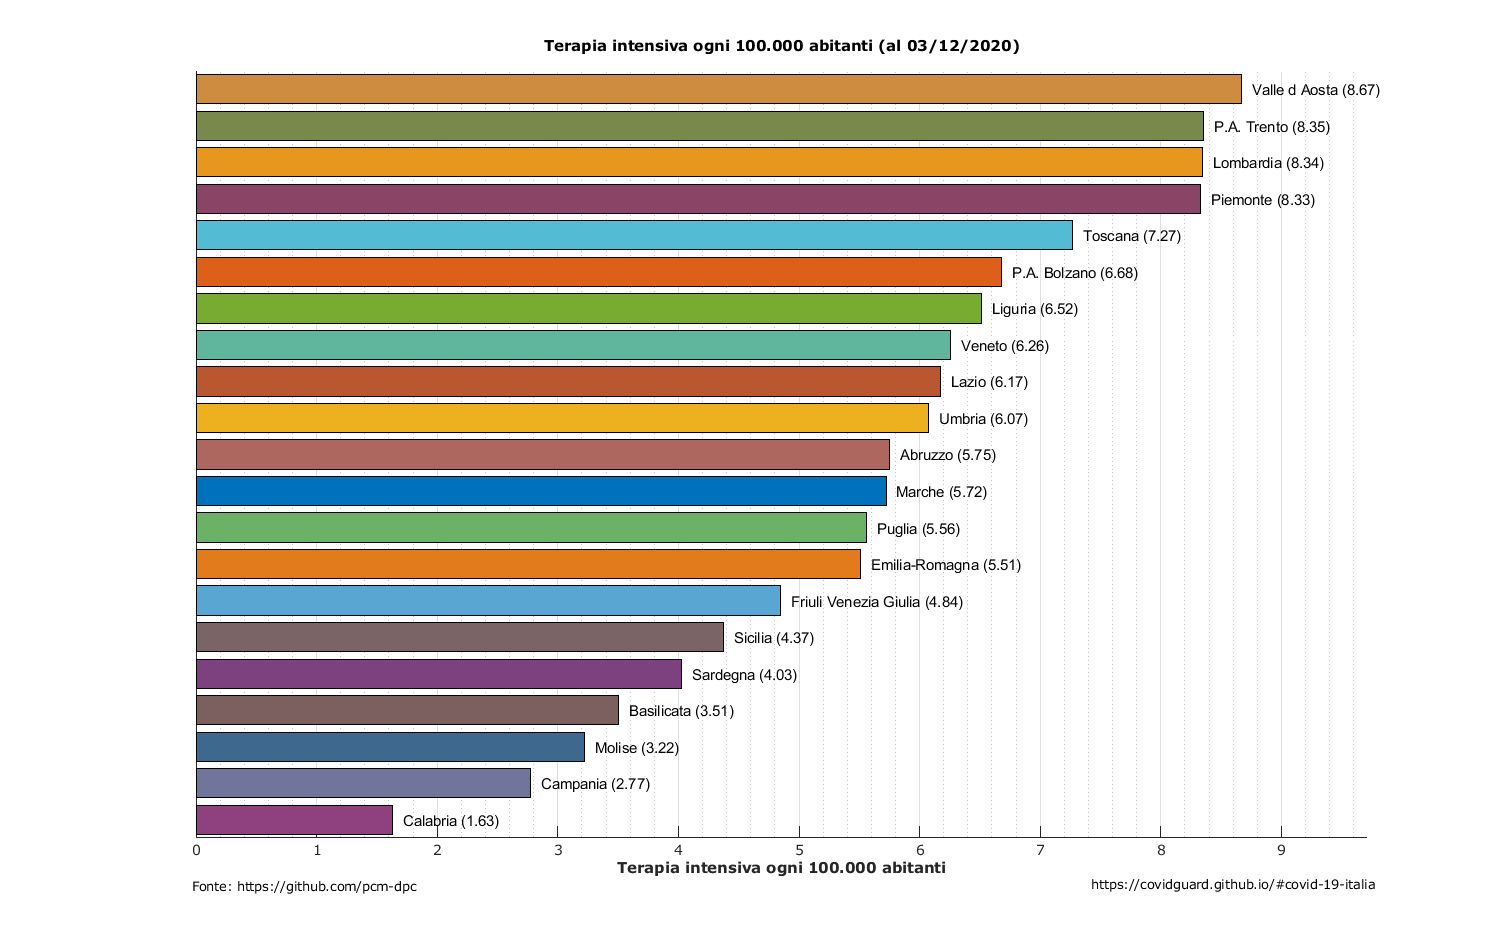 Terapia intensiva ogni 100.000 abitanti (al 03/12/2020)
Valle d Aosta (8.67)
P.A. Trento (8.35)
Lombardia (8.34)
Piemonte (8.33)
Toscana (7.27)
P.A. Bolzano (6.68)
Liguria (6.52)
Veneto (6.26)
Lazio (6.17)
Umbria (6.07)
Abruzzo (5.75)
Marche (5.72)
Puglia (5.56)
Emilia-Romagna (5.51)
Friuli Venezia Giulia (4.84)
Sicilia (4.37)
Sardegna (4.03)
Basilicata (3.51)
Molise (3.22)
Campania (2.77)
Calabria (1.63)
0 1 2 3 4 5 6 7 8 9
Terapia intensiva ogni 100.000 abitanti
Fonte: https://github.com/pcm-dpc
https://covidguard.github.io/#covid-19-italia